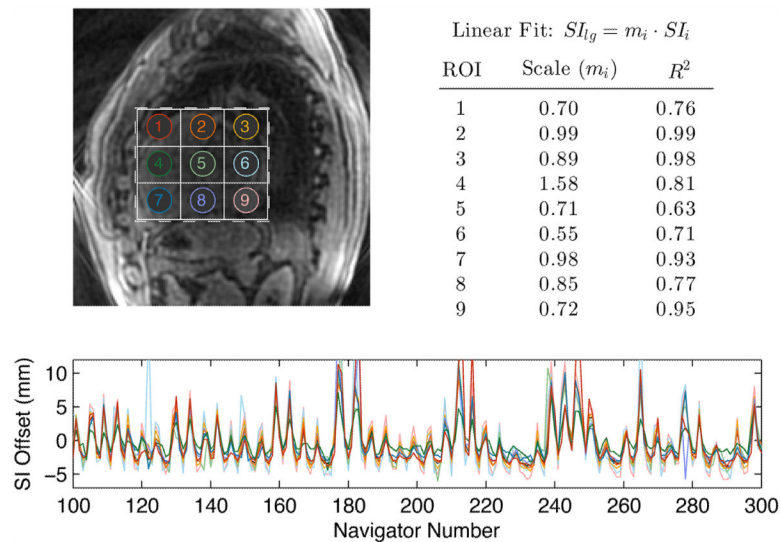 Linear Fit: SI_lg = m_i · SI_i
ROI Scale (m_i) R²
1 0.70 0.76
2 0.99 0.99
3 0.89 0.98
4 1.58 0.81
5 0.71 0.63
6 0.55 0.71
7 0.98 0.93
8 0.85 0.77
9 0.72 0.95
1 2 3
4 5 6
7 8 9
SI Offset (mm)
10
5
0
−5
100 120 140 160 180 200 220 240 260 280 300
Navigator Number